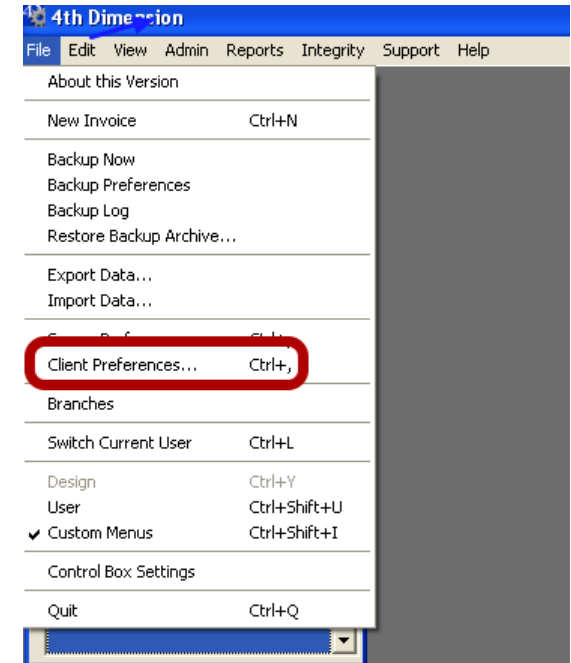 4th Dimension
File Edit View Admin Reports Integrity Support Help
About this Version
New Invoice Ctrl+N
Backup Now
Backup Preferences
Backup Log
Restore Backup Archive...
Export Data...
Import Data...
Client Preferences... Ctrl+,
Branches
Switch Current User Ctrl+L
Design Ctrl+Y
User Ctrl+Shift+U
Custom Menus Ctrl+Shift+I
Control Box Settings
Quit Ctrl+Q